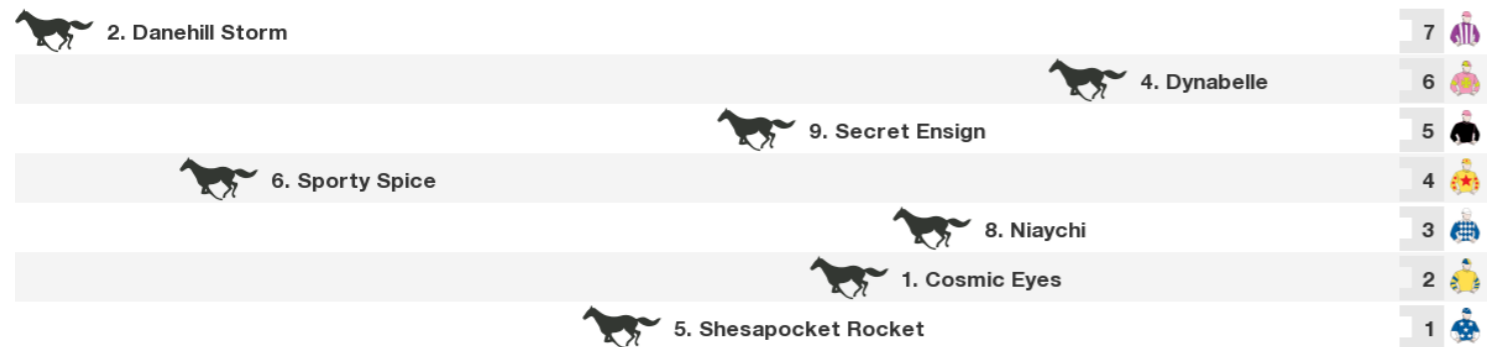 2. Danehill Storm 7
4. Dynabelle 6
9. Secret Ensign 5
6. Sporty Spice 4
8. Niaychi 3
1. Cosmic Eyes 2
5. Shesapocket Rocket 1